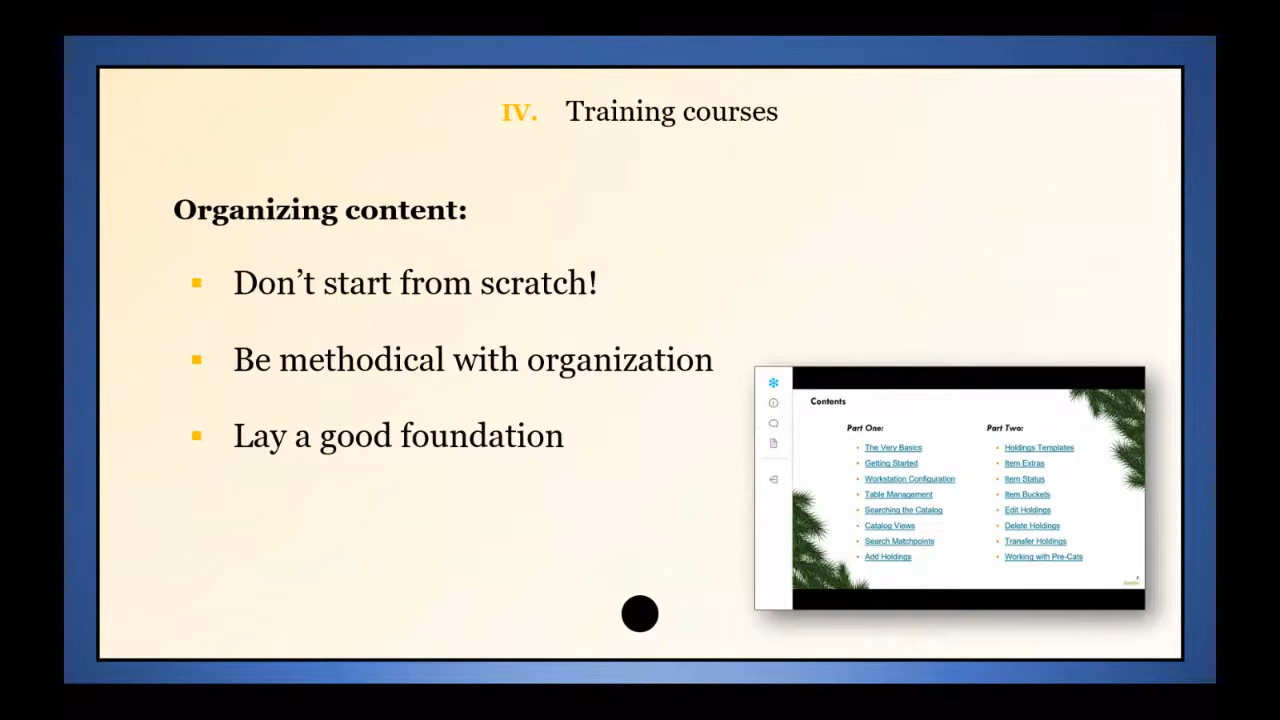 IV. Training courses
Organizing content:
▪ Don’t start from scratch!
▪ Be methodical with organization
▪ Lay a good foundation
Contents
Part One:
• The Very Basics
• Getting Started
• Workstation Configuration
• Table Management
• Searching the Catalog
• Catalog Views
• Search Matchpoints
• Add Holdings
Part Two:
• Holdings Templates
• Item Extras
• Item Status
• Item Buckets
• Edit Holdings
• Delete Holdings
• Transfer Holdings
• Working with Pre-Cats